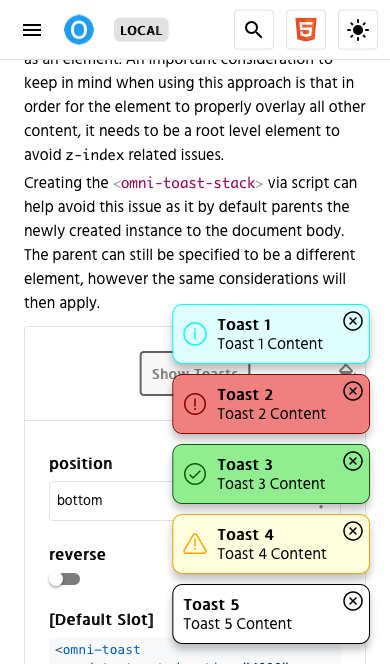 LOCAL
as an element. An important consideration to
keep in mind when using this approach is that in
order for the element to properly overlay all other
content, it needs to be a root level element to
avoid z-index related issues.
Creating the <omni-toast-stack> via script can
help avoid this issue as it by default parents the
newly created instance to the document body.
The parent can still be specified to be a different
element, however the same considerations will
then apply.
Toast 1
Toast 1 Content
Show Toasts
Toast 2
Toast 2 Content
position
Toast 3
Toast 3 Content
bottom
Toast 4
Toast 4 Content
reverse
Toast 5
Toast 5 Content
[Default Slot]
<omni-toast